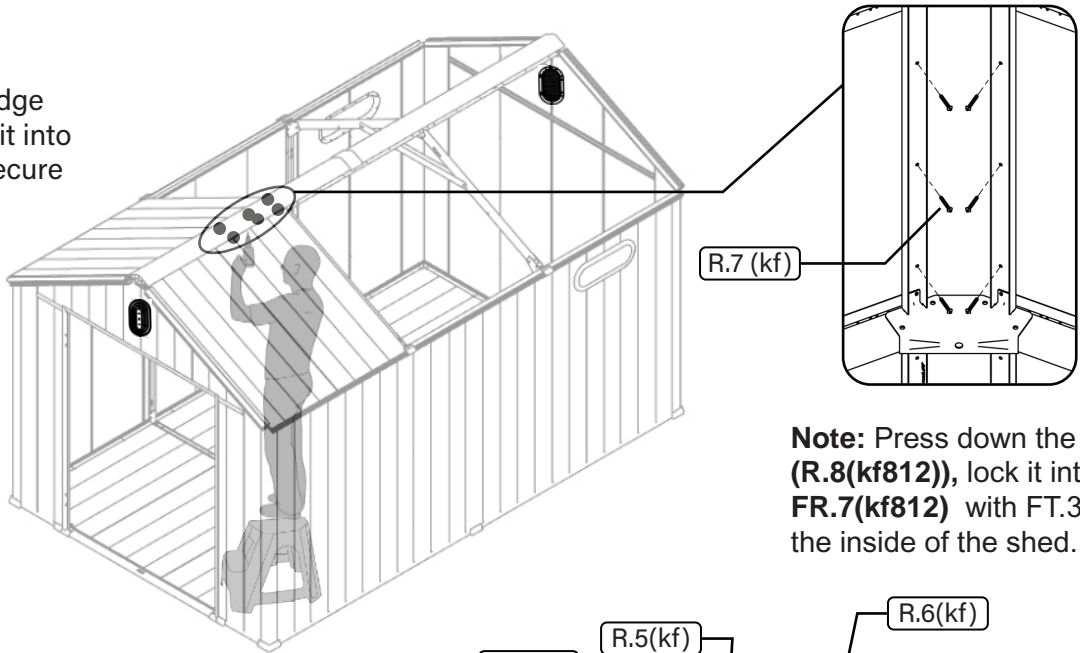 it into
ecure
R.7 (kf)
Note: Press down the
(R.8(kf812)), lock it int
FR.7(kf812) with FT.3
the inside of the shed.
R.6(kf)
R.5(kf)